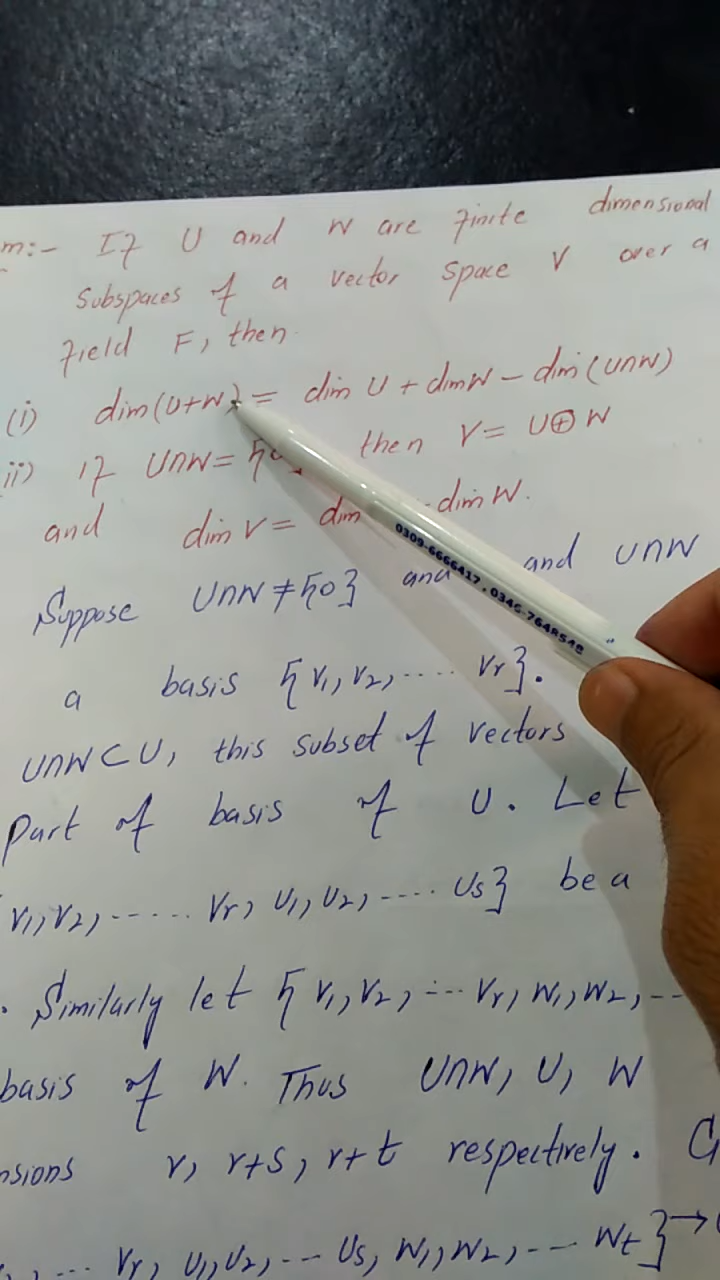 m:- If U and W are finite dimensional
subspaces of a vector space V over a
field F, then
(i) dim(U+W) = dim U + dim W - dim(U∩W)
ii) if U∩W = {0} then V = U⊕W
and dim V = dim dim W.
Suppose U∩W ≠ {0} and and U∩W
a basis {v1, v2, .... vr}.
U∩W⊂U, this subset of vectors
Part of basis of U. Let
v1, v2, ...... vr, u1, u2, .... us} be a
. Similarly let { v1, v2, ... vr, w1, w2, --
basis of W. Thus U∩W, U, W
nsions r, r+s, r+t respectively. G
, ... vr, u1, u2, ... us, w1, w2, ... wt} →
0309-6666417, 0346-7648548